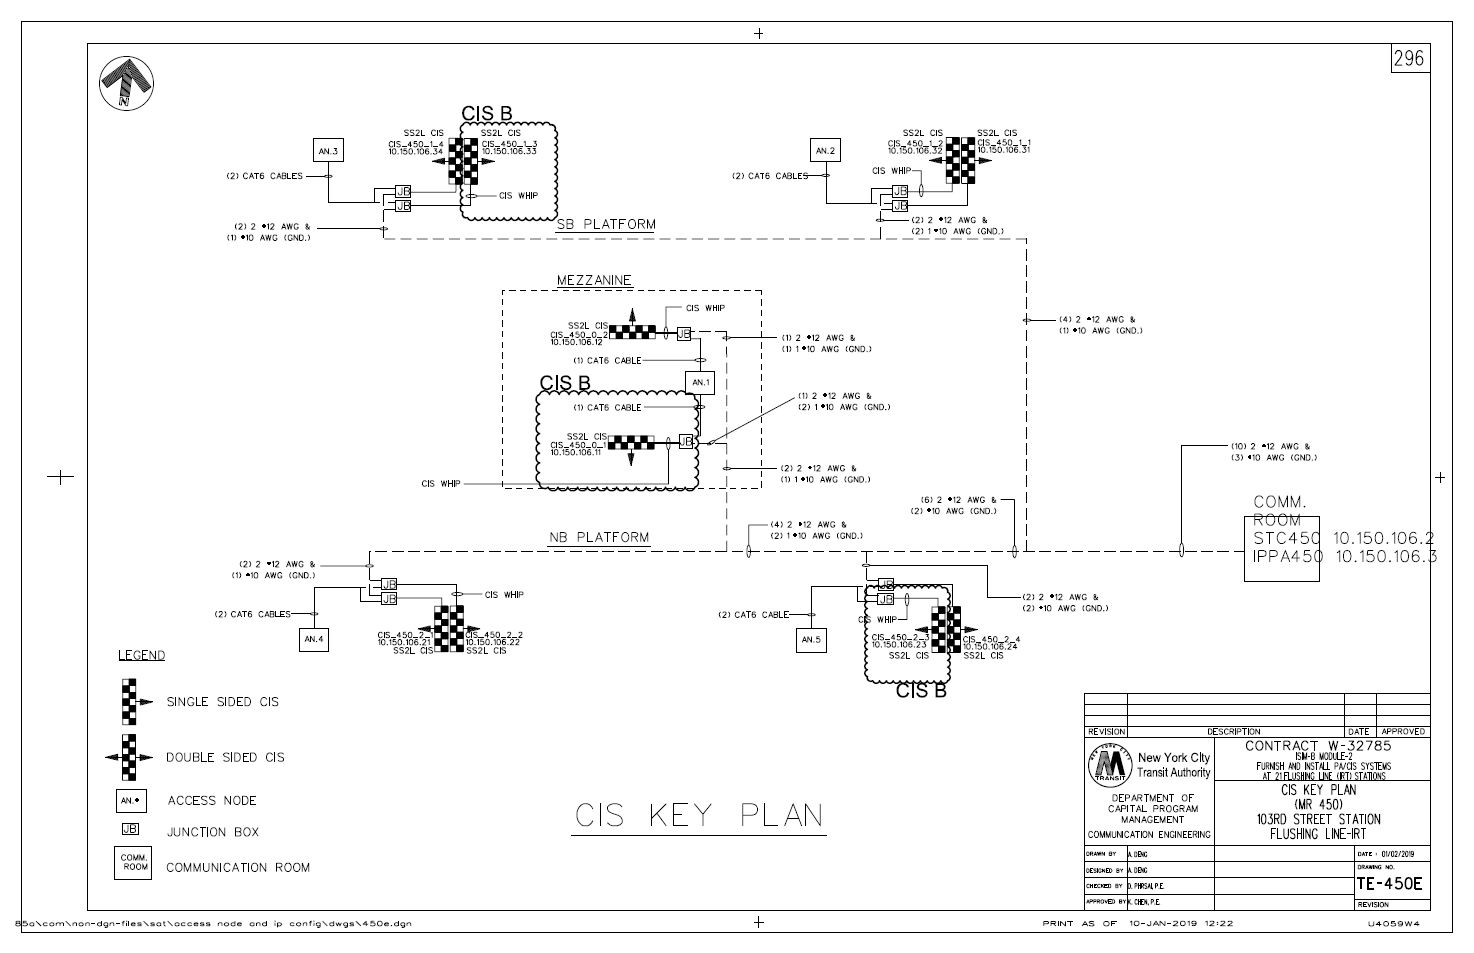 296
N
CIS B
SS2L CIS
CIS_450_1_4
10.150.106.34
SS2L CIS
CIS_450_1_3
10.150.106.33
AN.3
(2) CAT6 CABLES
JB
JB
CIS WHIP
(2) 2 #12 AWG &
(1) #10 AWG (GND.)
SB PLATFORM
AN.2
(2) CAT6 CABLES
SS2L CIS
CIS_450_1_2
10.150.106.32
SS2L CIS
CIS_450_1_1
10.150.106.31
CIS WHIP
JB
JB
(2) 2 #12 AWG &
(2) 1 #10 AWG (GND.)
MEZZANINE
CIS WHIP
SS2L CIS
CIS_450_0_2
10.150.106.12
JB
(1) 2 #12 AWG &
(1) 1 #10 AWG (GND.)
(4) 2 #12 AWG &
(1) #10 AWG (GND.)
(1) CAT6 CABLE
AN.1
CIS B
(1) CAT6 CABLE
(1) 2 #12 AWG &
(2) 1 #10 AWG (GND.)
SS2L CIS
CIS_450_0_1
10.150.106.11
JB
CIS WHIP
(2) 2 #12 AWG &
(1) 1 #10 AWG (GND.)
(10) 2 #12 AWG &
(3) #10 AWG (GND.)
(6) 2 #12 AWG &
(2) #10 AWG (GND.)
COMM.
ROOM
STC450 10.150.106.2
IPPA450 10.150.106.3
NB PLATFORM
(4) 2 #12 AWG &
(2) 1 #10 AWG (GND.)
(2) 2 #12 AWG &
(1) #10 AWG (GND.)
JB
JB
CIS WHIP
(2) CAT6 CABLES
AN.4
CIS_450_2_1
10.150.106.21
SS2L CIS
CIS_450_2_2
10.150.106.22
SS2L CIS
JB
JB
(2) 2 #12 AWG &
(2) #10 AWG (GND.)
(2) CAT6 CABLE
CIS WHIP
AN.5
CIS_450_2_3
10.150.106.23
SS2L CIS
CIS_450_2_4
10.150.106.24
SS2L CIS
CIS B
LEGEND
SINGLE SIDED CIS
DOUBLE SIDED CIS
AN.# ACCESS NODE
JB JUNCTION BOX
COMM.
ROOM
COMMUNICATION ROOM
CIS KEY PLAN
REVISION DESCRIPTION DATE APPROVED
NEW YORK CITY
M
TRANSIT
New York City
Transit Authority
DEPARTMENT OF
CAPITAL PROGRAM
MANAGEMENT
COMMUNICATION ENGINEERING
CONTRACT W-32785
ISIM-B MODULE-2
FURNISH AND INSTALL PA/CIS SYSTEMS
AT 21 FLUSHING LINE (IRT) STATIONS
CIS KEY PLAN
(MR 450)
103RD STREET STATION
FLUSHING LINE-IRT
DRAWN BY A. DENG
DESIGNED BY A. DENG
CHECKED BY D. PHRSAI, P.E.
APPROVED BY K. CHEN, P.E.
DATE : 01/02/2019
DRAWING NO.
TE-450E
REVISION
85a\com\non-dgn-files\sat\access node and ip config\dwgs\450e.dgn
PRINT AS OF 10-JAN-2019 12:22
U4059W4